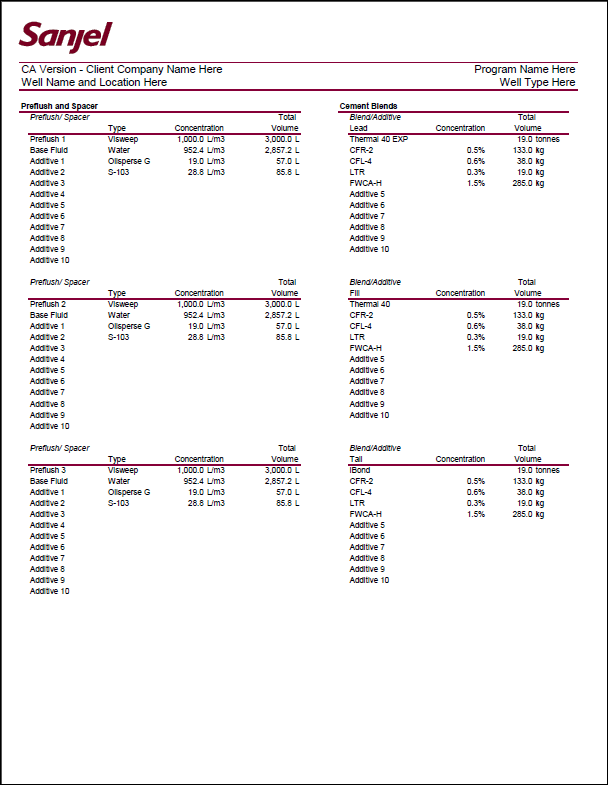 Sanjel
CA Version - Client Company Name Here Program Name Here
Well Name and Location Here Well Type Here
Preflush and Spacer
Preflush/ Spacer Total
Type Concentration Volume
Preflush 1 Visweep 1,000.0 L/m3 3,000.0 L
Base Fluid Water 952.4 L/m3 2,857.2 L
Additive 1 Oilsperse G 19.0 L/m3 57.0 L
Additive 2 S-103 28.8 L/m3 85.8 L
Additive 3
Additive 4
Additive 5
Additive 6
Additive 7
Additive 8
Additive 9
Additive 10
Preflush/ Spacer Total
Type Concentration Volume
Preflush 2 Visweep 1,000.0 L/m3 3,000.0 L
Base Fluid Water 952.4 L/m3 2,857.2 L
Additive 1 Oilsperse G 19.0 L/m3 57.0 L
Additive 2 S-103 28.8 L/m3 85.8 L
Additive 3
Additive 4
Additive 5
Additive 6
Additive 7
Additive 8
Additive 9
Additive 10
Preflush/ Spacer Total
Type Concentration Volume
Preflush 3 Visweep 1,000.0 L/m3 3,000.0 L
Base Fluid Water 952.4 L/m3 2,857.2 L
Additive 1 Oilsperse G 19.0 L/m3 57.0 L
Additive 2 S-103 28.8 L/m3 85.8 L
Additive 3
Additive 4
Additive 5
Additive 6
Additive 7
Additive 8
Additive 9
Additive 10
Cement Blends
Blend/Additive Total
Lead Concentration Volume
Thermal 40 EXP 19.0 tonnes
CFR-2 0.5% 133.0 kg
CFL-4 0.6% 38.0 kg
LTR 0.3% 19.0 kg
FWCA-H 1.5% 285.0 kg
Additive 5
Additive 6
Additive 7
Additive 8
Additive 9
Additive 10
Blend/Additive Total
Fill Concentration Volume
Thermal 40 19.0 tonnes
CFR-2 0.5% 133.0 kg
CFL-4 0.6% 38.0 kg
LTR 0.3% 19.0 kg
FWCA-H 1.5% 285.0 kg
Additive 5
Additive 6
Additive 7
Additive 8
Additive 9
Additive 10
Blend/Additive Total
Tail Concentration Volume
IBond 19.0 tonnes
CFR-2 0.5% 133.0 kg
CFL-4 0.6% 38.0 kg
LTR 0.3% 19.0 kg
FWCA-H 1.5% 285.0 kg
Additive 5
Additive 6
Additive 7
Additive 8
Additive 9
Additive 10